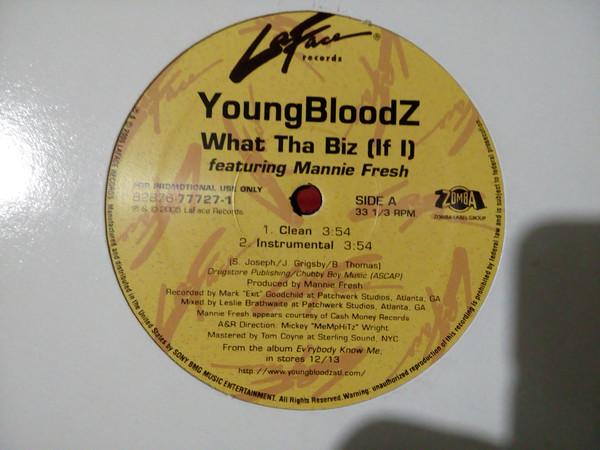 LaFace®
records
YoungBloodZ
What Tha Biz (If I)
featuring Mannie Fresh
FOR PROMOTIONAL USE ONLY
82876-77727-1
℗ & © 2005 LaFace Records
SIDE A
33 1/3 RPM
ZOMBA
ZOMBA LABEL GROUP
1. Clean 3:54
2. Instrumental 3:54
(S. Joseph/J. Grigsby/B. Thomas)
Drugstore Publishing/Chubby Boy Music (ASCAP)
Produced by Mannie Fresh
Recorded by Mark "Exit" Goodchild at Patchwerk Studios, Atlanta, GA
Mixed by Leslie Brathwaite at Patchwerk Studios, Atlanta, GA
Mannie Fresh appears courtesy of Cash Money Records
A&R Direction: Mickey "MeMpHiTz" Wright
Mastered by Tom Coyne at Sterling Sound, NYC
From the album Ev'rybody Know Me,
in stores 12/13
http://www.youngbloodzatl.com/
℗ © 2005 LAFACE RECORDS. Manufactured and distributed in the United States by SONY BMG MUSIC ENTERTAINMENT. All Rights Reserved. Warning: unauthorized reproduction of this recording is prohibited by federal law and is subject to federal prosecution.